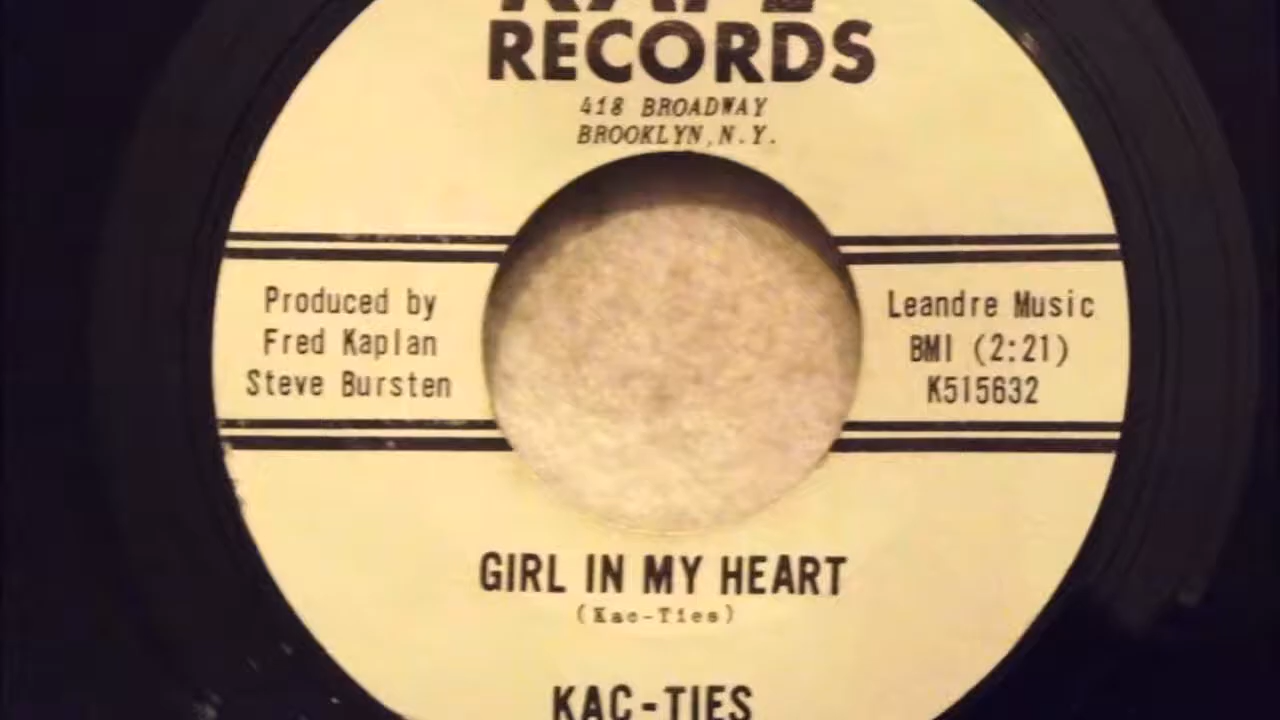 RECORDS
418 BROADWAY
BROOKLYN,N.Y.
Produced by
Fred Kaplan
Steve Bursten
Leandre Music
BMI (2:21)
K515632
GIRL IN MY HEART
(Kac-Ties)
KAC-TIES